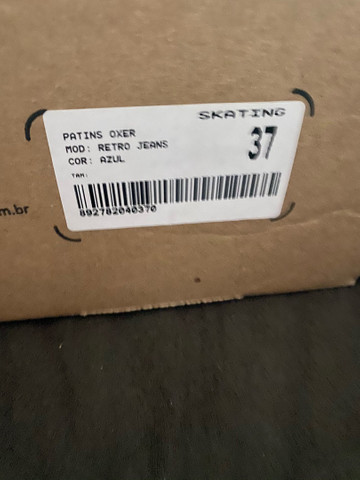 SKATING
PATINS OXER
MOD: RETRO JEANS
COR: AZUL
37
TAM:
892782040370
m.br